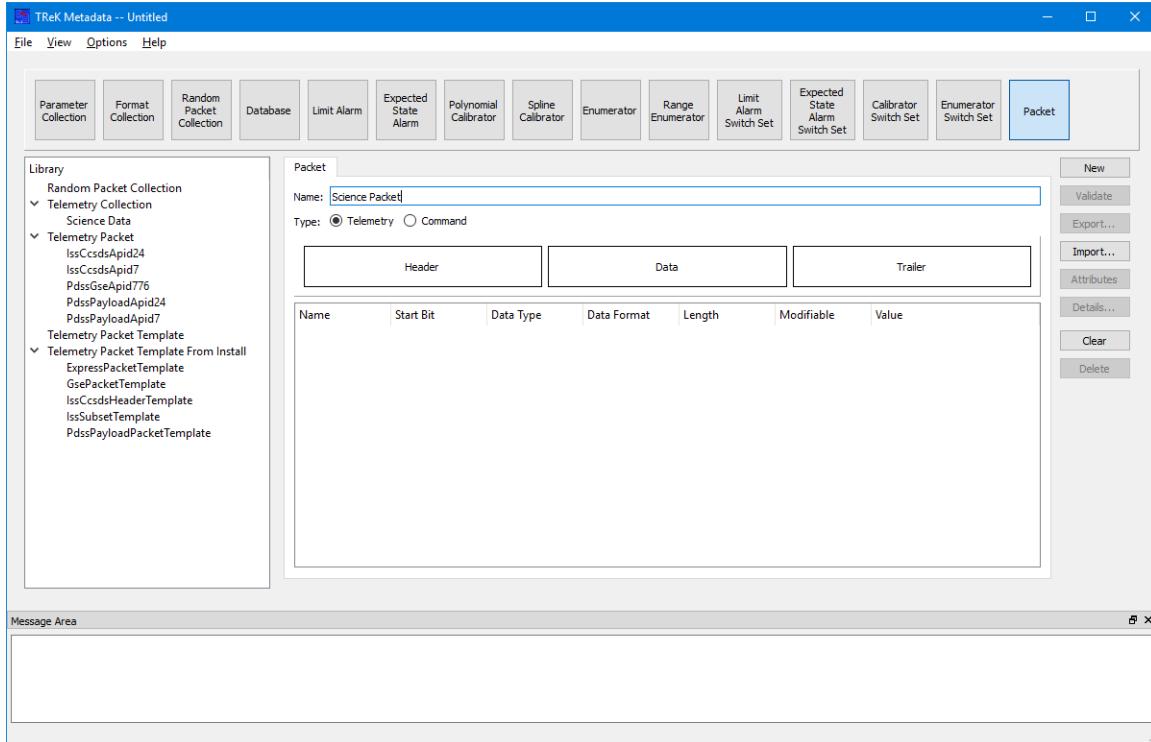 TReK Metadata -- Untitled
File View Options Help
Parameter Collection
Format Collection
Random Packet Collection
Database
Limit Alarm
Expected State Alarm
Polynomial Calibrator
Spline Calibrator
Enumerator
Range Enumerator
Limit Alarm Switch Set
Expected State Alarm Switch Set
Calibrator Switch Set
Enumerator Switch Set
Packet
Library
Random Packet Collection
Telemetry Collection
Science Data
Telemetry Packet
IssCcsdsApid24
IssCcsdsApid7
PdssGseApid776
PdssPayloadApid24
PdssPayloadApid7
Telemetry Packet Template
Telemetry Packet Template From Install
ExpressPacketTemplate
GsePacketTemplate
IssCcsdsHeaderTemplate
IssSubsetTemplate
PdssPayloadPacketTemplate
Packet
Name: Science Packet
Type: Telemetry Command
Header Data Trailer
Name Start Bit Data Type Data Format Length Modifiable Value
New
Validate
Export...
Import...
Attributes
Details...
Clear
Delete
Message Area